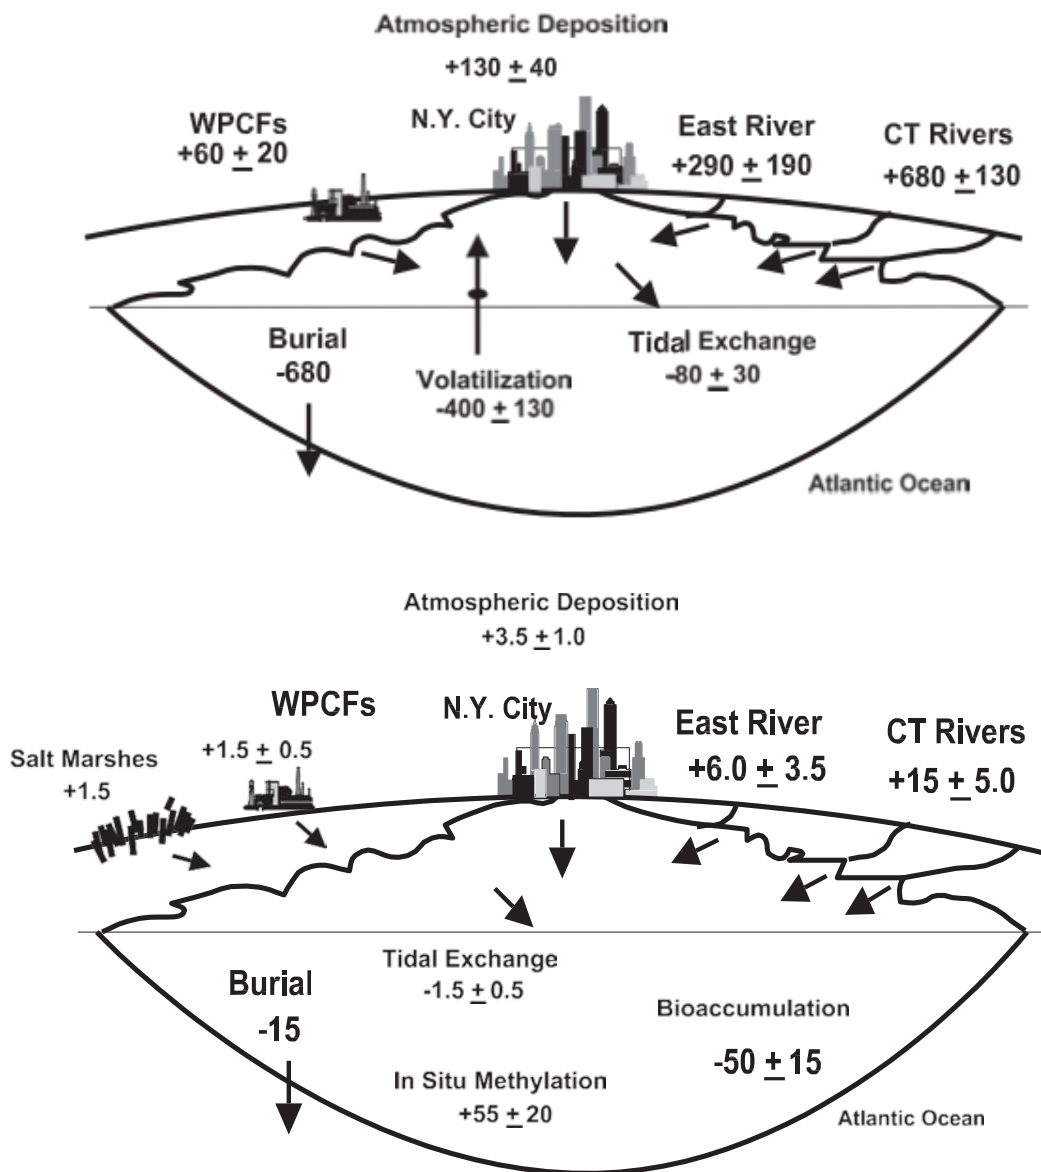 Atmospheric Deposition
+130 ± 40
WPCFs
+60 ± 20
N.Y. City
East River
+290 ± 190
CT Rivers
+680 ± 130
Burial
-680
Volatilization
-400 ± 130
Tidal Exchange
-80 ± 30
Atlantic Ocean
Atmospheric Deposition
+3.5 ± 1.0
Salt Marshes
+1.5
WPCFs
+1.5 ± 0.5
N.Y. City
East River
+6.0 ± 3.5
CT Rivers
+15 ± 5.0
Burial
-15
Tidal Exchange
-1.5 ± 0.5
In Situ Methylation
+55 ± 20
Bioaccumulation
-50 ± 15
Atlantic Ocean